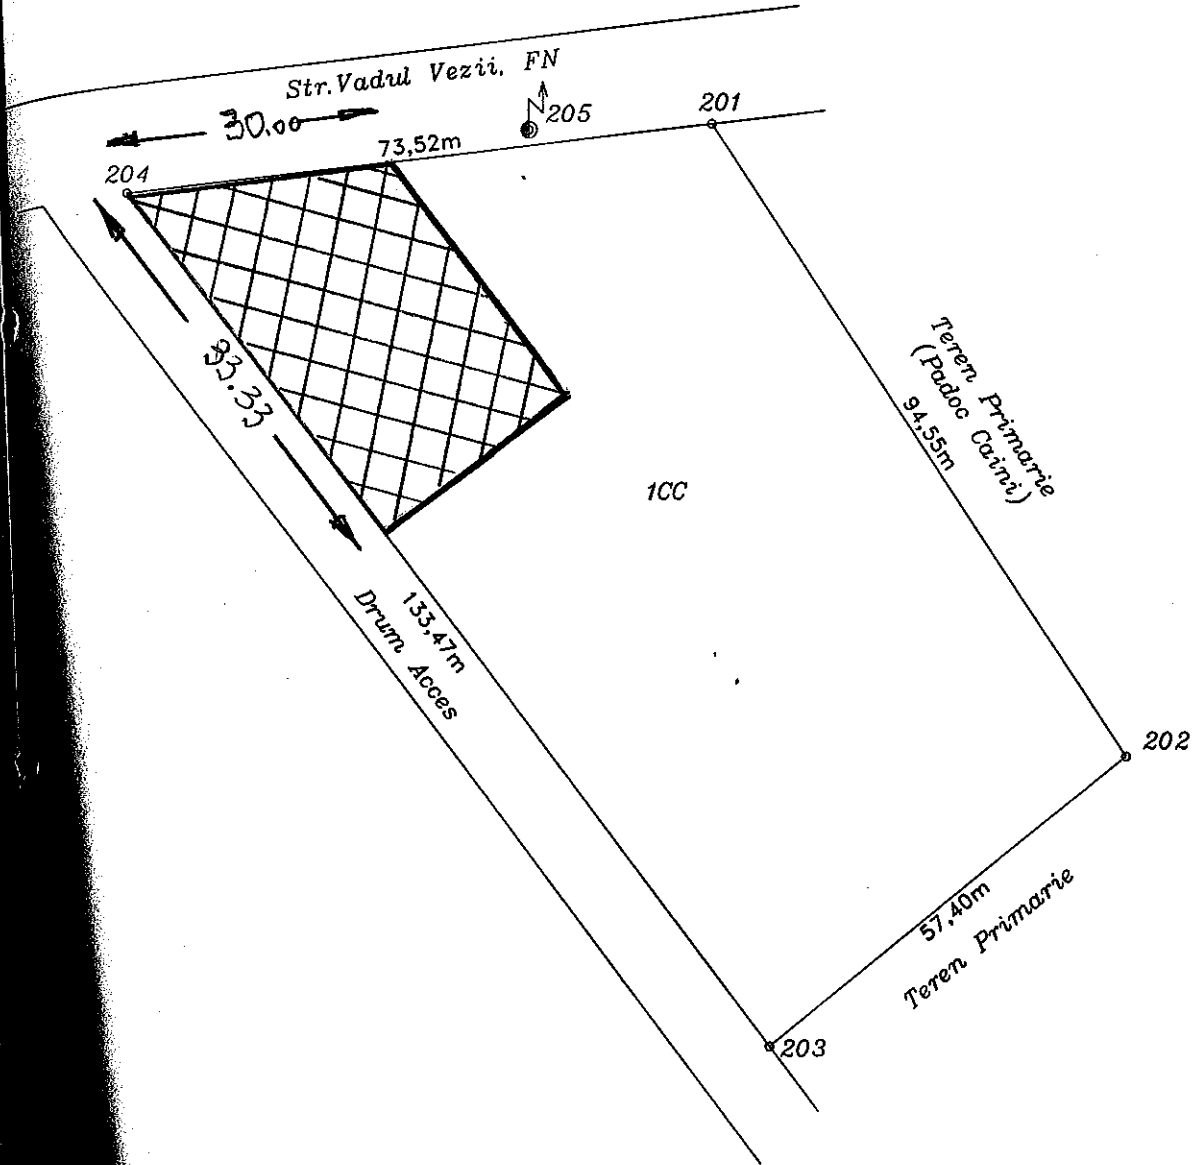 Str.Vadul Vezii, FN
30.00
N
205
201
73,52m
204
Teren Primarie
(Padoc Caini)
94,55m
93.33
1CC
133,47m
Drum Acces
202
57,40m
Teren Primarie
203